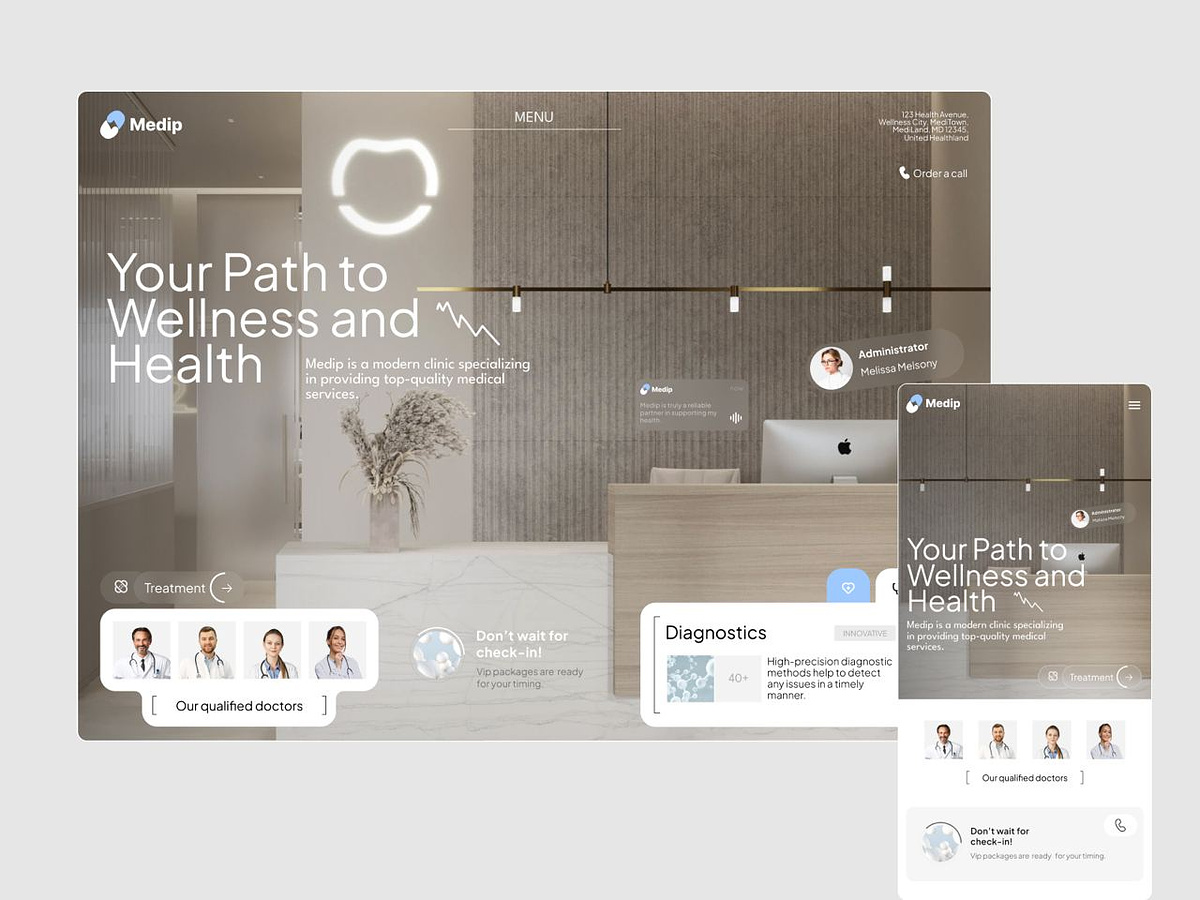 Medip
MENU
123 Health Avenue,
Wellness City, MediTown,
MediLand, MD 12345,
United Healthland
Order a call
Your Path to
Wellness and
Health
Medip is a modern clinic specializing
in providing top-quality medical
services.
Administrator
Melissa Meisony
Medip
Medip is truly a reliable
partner in supporting my
health.
Treatment
Our qualified doctors
Don't wait for
check-in!
Vip packages are ready
for your timing.
Diagnostics
INNOVATIVE
40+
High-precision diagnostic
methods help to detect
any issues in a timely
manner.
Medip
Administrator
Melissa Meisony
Your Path to
Wellness and
Health
Medip is a modern clinic specializing
in providing top-quality medical
services.
Treatment
Our qualified doctors
Don't wait for
check-in!
Vip packages are ready for your timing.